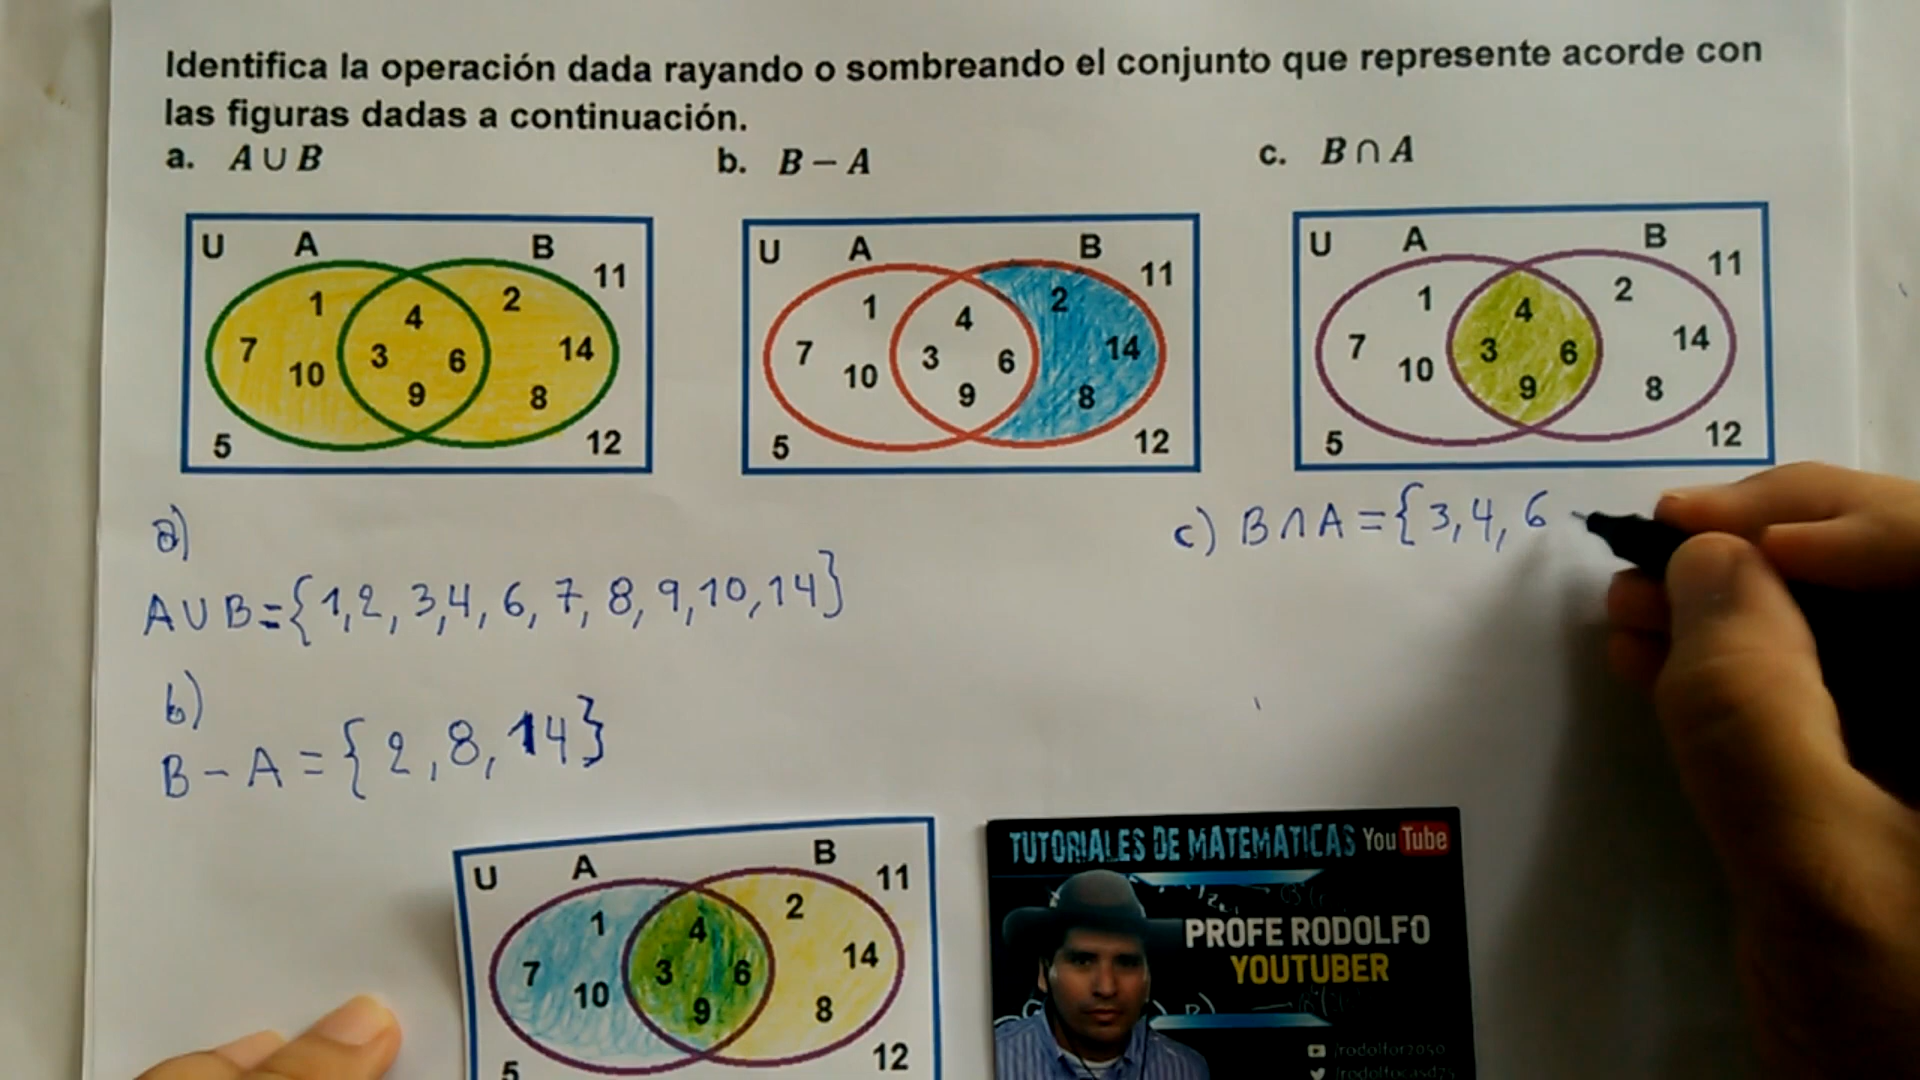 Identifica la operación dada rayando o sombreando el conjunto que represente acorde con
las figuras dadas a continuación.
a. A ∪ B
b. B − A
c. B ∩ A
U A B 11
1 4 2
7 3 6 14
10 9 8
5 12
U A B 11
1 4 2
7 3 6 14
10 9 8
5 12
U A B 11
1 4 2
7 3 6 14
10 9 8
5 12
a)
A∪B={1,2,3,4,6,7,8,9,10,14}
b)
B-A={2,8,14}
c) B∩A={3,4,6
U A B 11
1 4 2
7 3 6 14
10 9 8
5 12
TUTORIALES DE MATEMATICAS YouTube
PROFE RODOLFO
YOUTUBER
/rodolfor2050